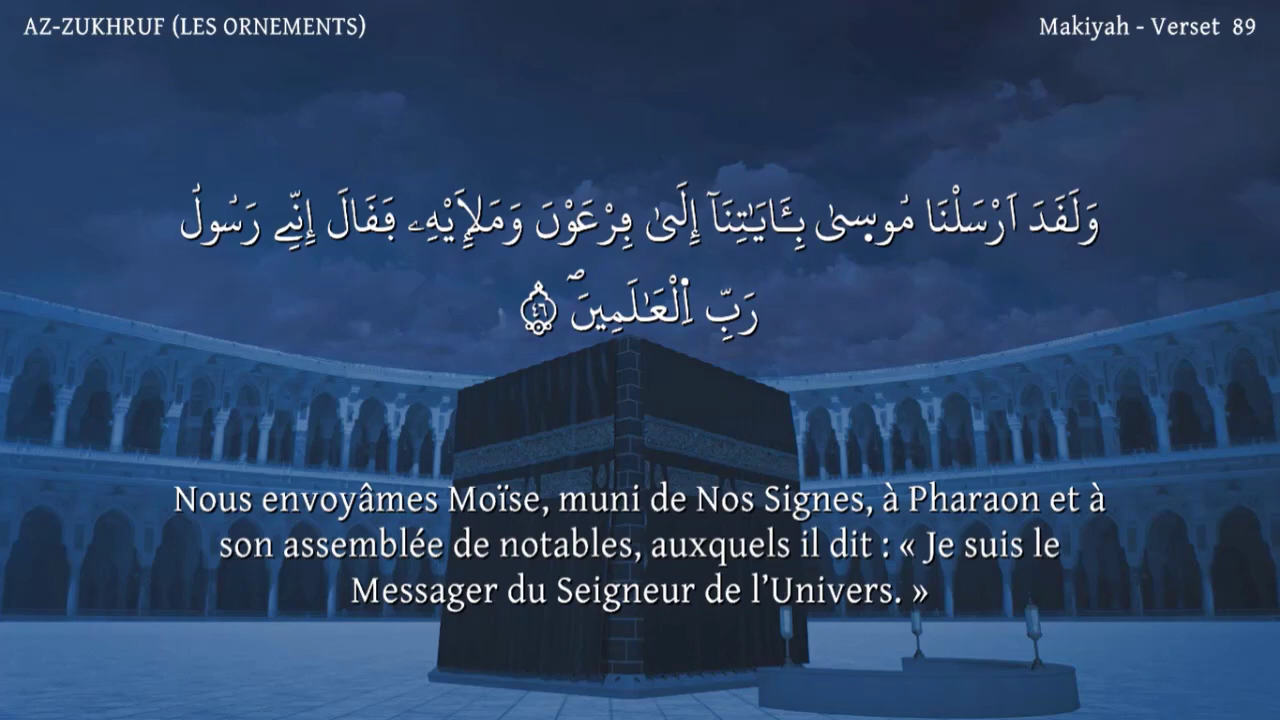 AZ-ZUKHRUF (LES ORNEMENTS)
Makiyah - Verset 89
وَلَفَدَ اَرْسَلْنَا مُوسۭىٰ بِـَٔايَٰتِنَآ إِلَىٰ فِرْعَوْنَ وَمَلَإِيْهِۦ فَفَالَ إِنِّے رَسُولُ
رَبِّ اِ۬لْعَٰلَمِينَۖ ۝٤٦
Nous envoyâmes Moïse, muni de Nos Signes, à Pharaon et à
son assemblée de notables, auxquels il dit : « Je suis le
Messager du Seigneur de l’Univers. »